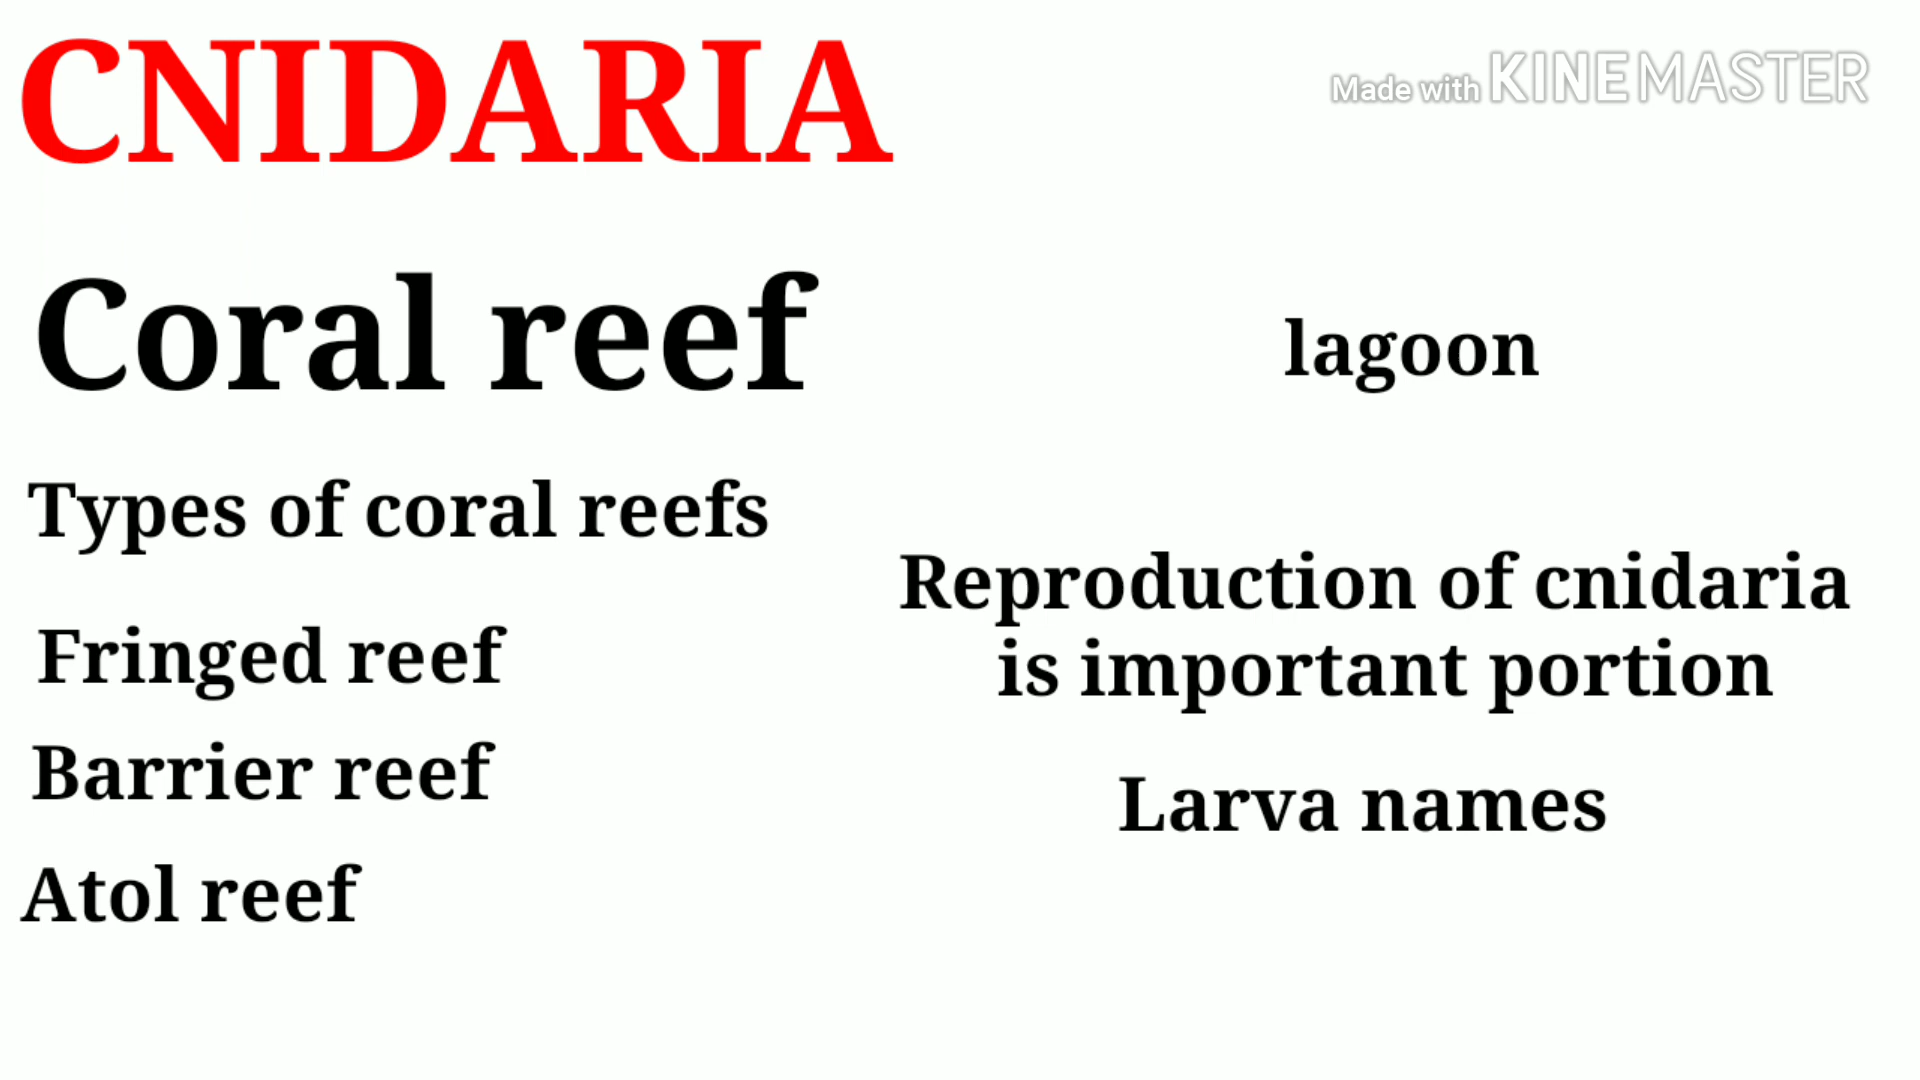 CNIDARIA
Made with KINEMASTER
Coral reef
lagoon
Types of coral reefs
Fringed reef
Barrier reef
Atol reef
Reproduction of cnidaria
is important portion
Larva names